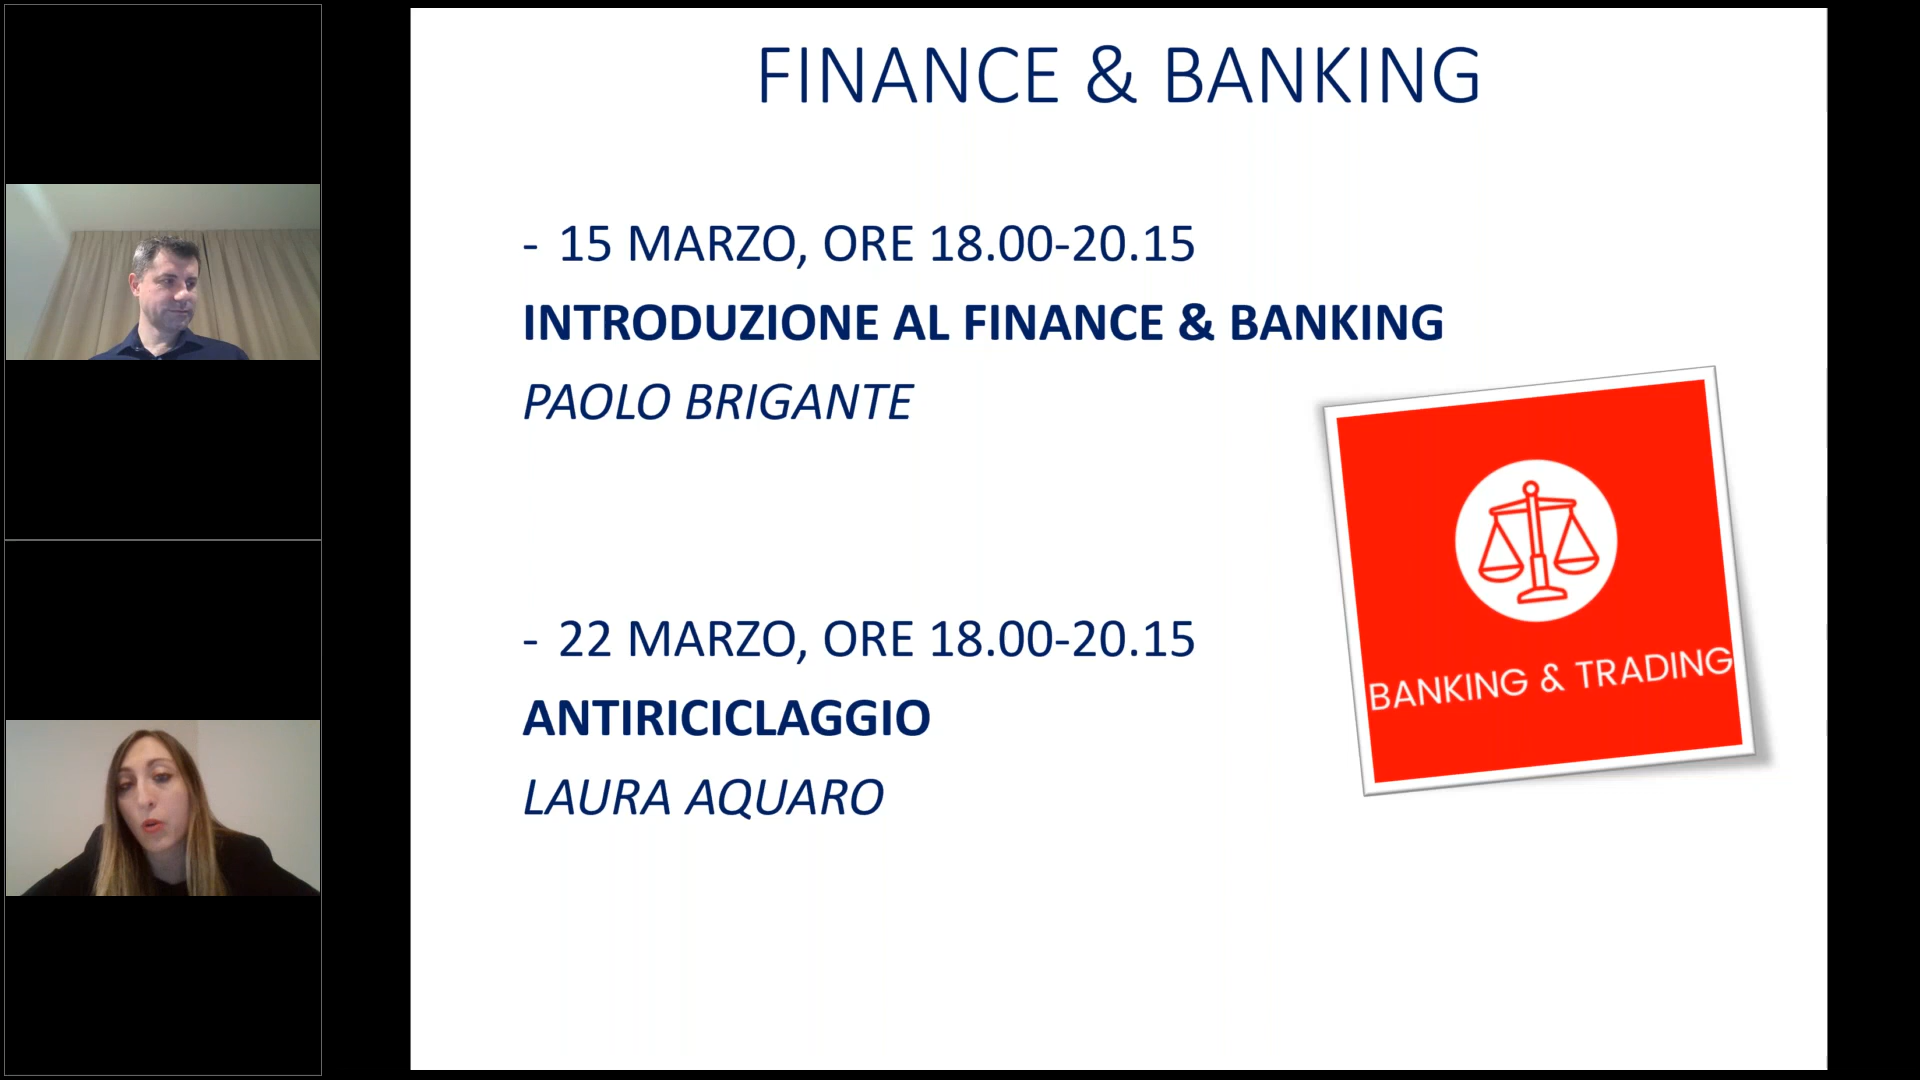 FINANCE & BANKING
- 15 MARZO, ORE 18.00-20.15
INTRODUZIONE AL FINANCE & BANKING
PAOLO BRIGANTE
- 22 MARZO, ORE 18.00-20.15
ANTIRICICLAGGIO
LAURA AQUARO
BANKING & TRADING